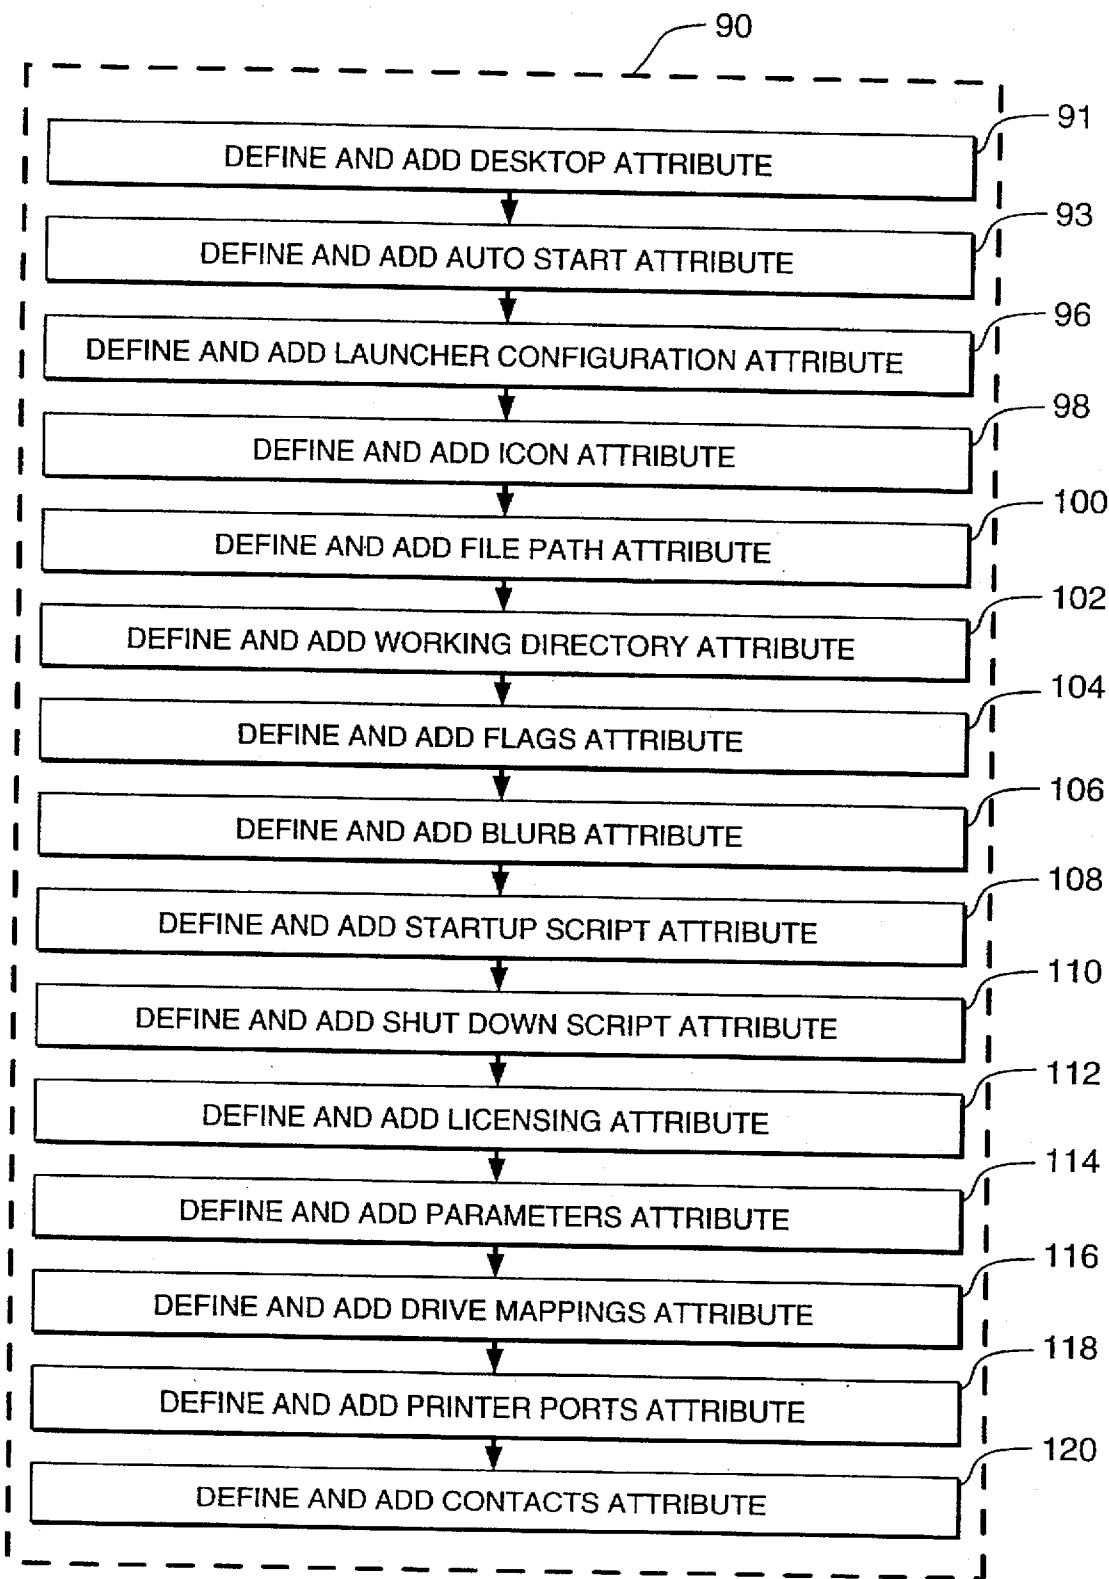 90
DEFINE AND ADD DESKTOP ATTRIBUTE
91
DEFINE AND ADD AUTO START ATTRIBUTE
93
DEFINE AND ADD LAUNCHER CONFIGURATION ATTRIBUTE
96
DEFINE AND ADD ICON ATTRIBUTE
98
DEFINE AND ADD FILE PATH ATTRIBUTE
100
DEFINE AND ADD WORKING DIRECTORY ATTRIBUTE
102
DEFINE AND ADD FLAGS ATTRIBUTE
104
DEFINE AND ADD BLURB ATTRIBUTE
106
DEFINE AND ADD STARTUP SCRIPT ATTRIBUTE
108
DEFINE AND ADD SHUT DOWN SCRIPT ATTRIBUTE
110
DEFINE AND ADD LICENSING ATTRIBUTE
112
DEFINE AND ADD PARAMETERS ATTRIBUTE
114
DEFINE AND ADD DRIVE MAPPINGS ATTRIBUTE
116
DEFINE AND ADD PRINTER PORTS ATTRIBUTE
118
DEFINE AND ADD CONTACTS ATTRIBUTE
120